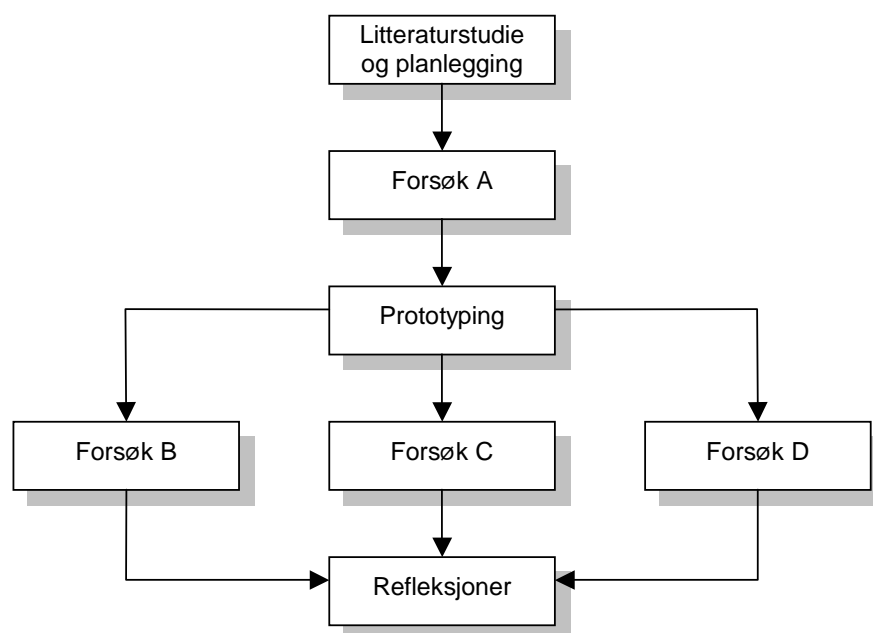 Litteraturstudie
og planlegging
Forsøk A
Prototyping
Forsøk B
Forsøk C
Forsøk D
Refleksjoner